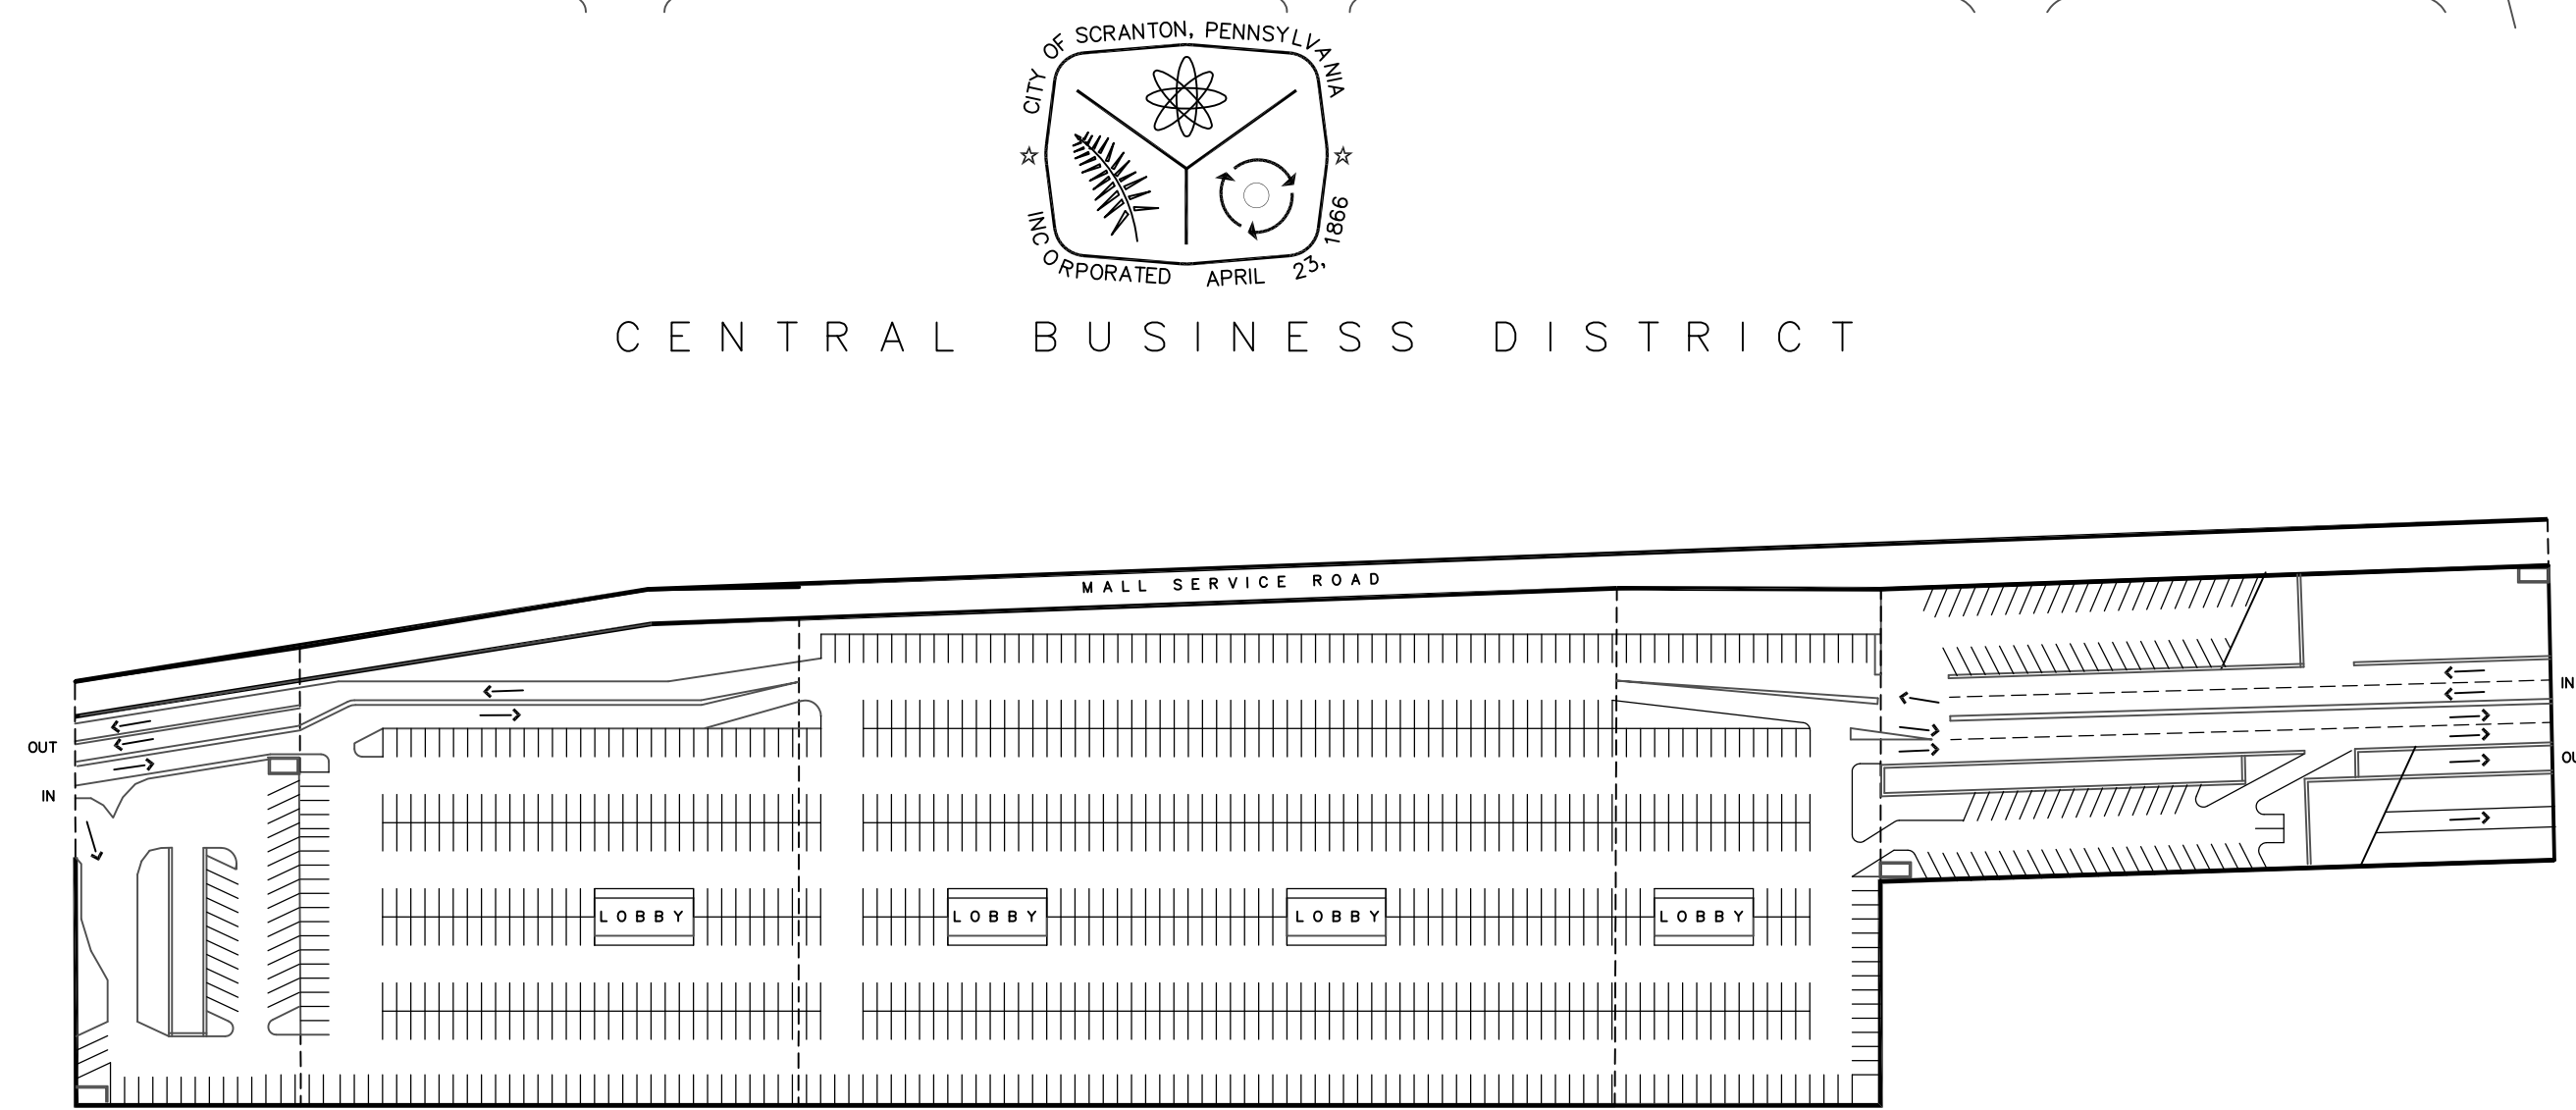 CITY OF SCRANTON, PENNSYLVANIA
INCORPORATED APRIL 23, 1866
CENTRAL BUSINESS DISTRICT
MALL SERVICE ROAD
IN
OUT
IN
LOBBY LOBBY LOBBY LOBBY